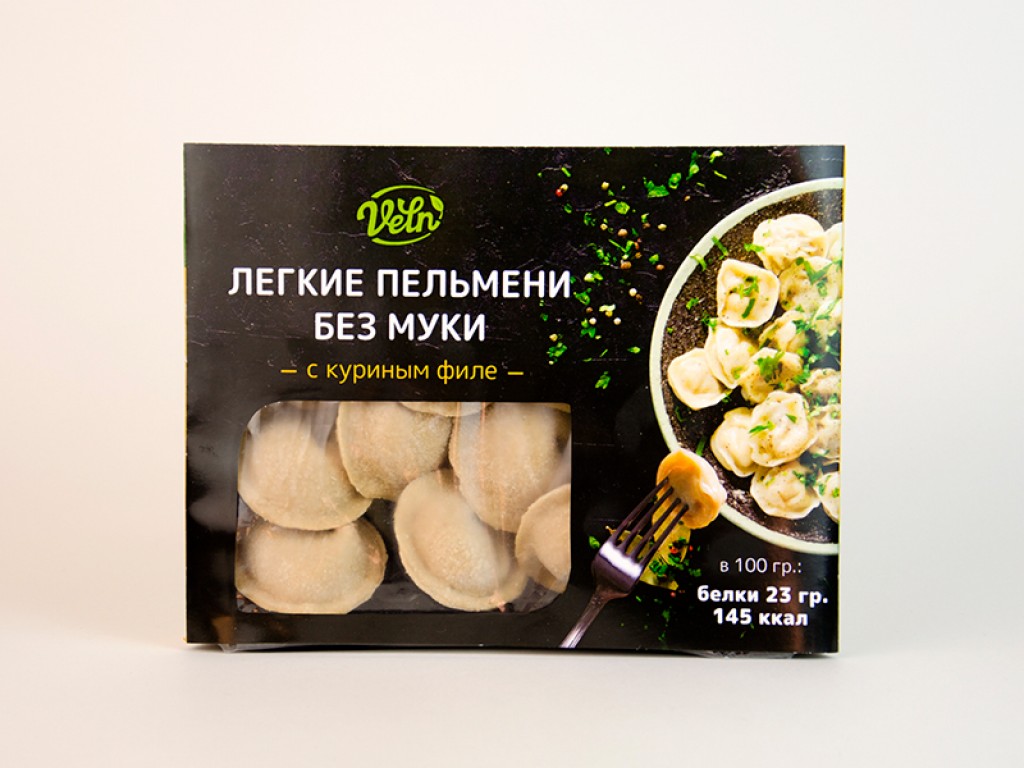 Veln
ЛЕГКИЕ ПЕЛЬМЕНИ
БЕЗ МУКИ
– с куриным филе –
в 100 гр.:
белки 23 гр.
145 ккал